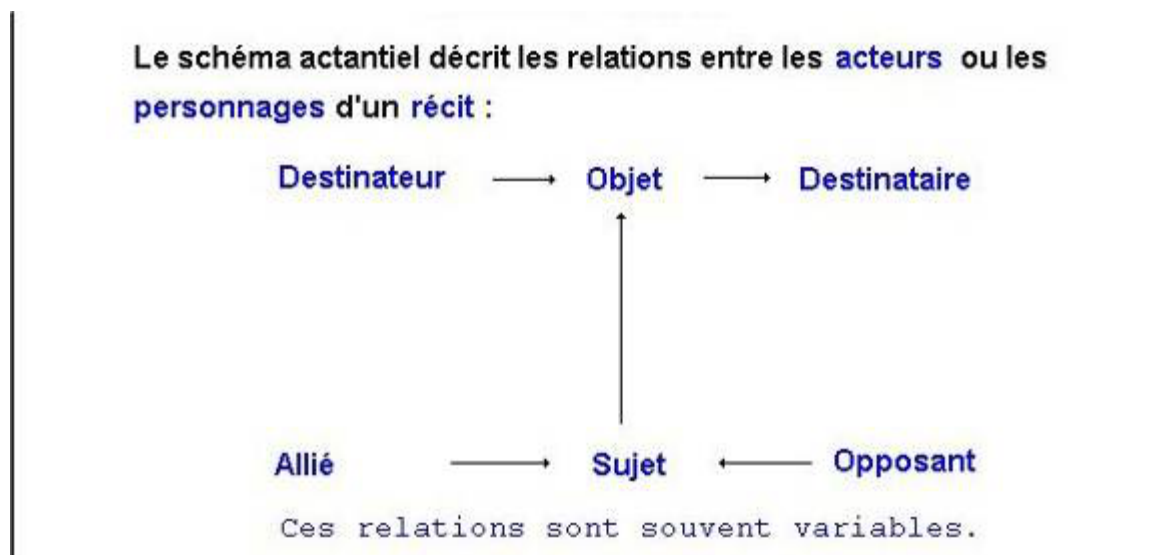 Le schéma actantiel décrit les relations entre les acteurs ou les
personnages d'un récit :
Destinateur Objet Destinataire
Allié Sujet Opposant
Ces relations sont souvent variables.